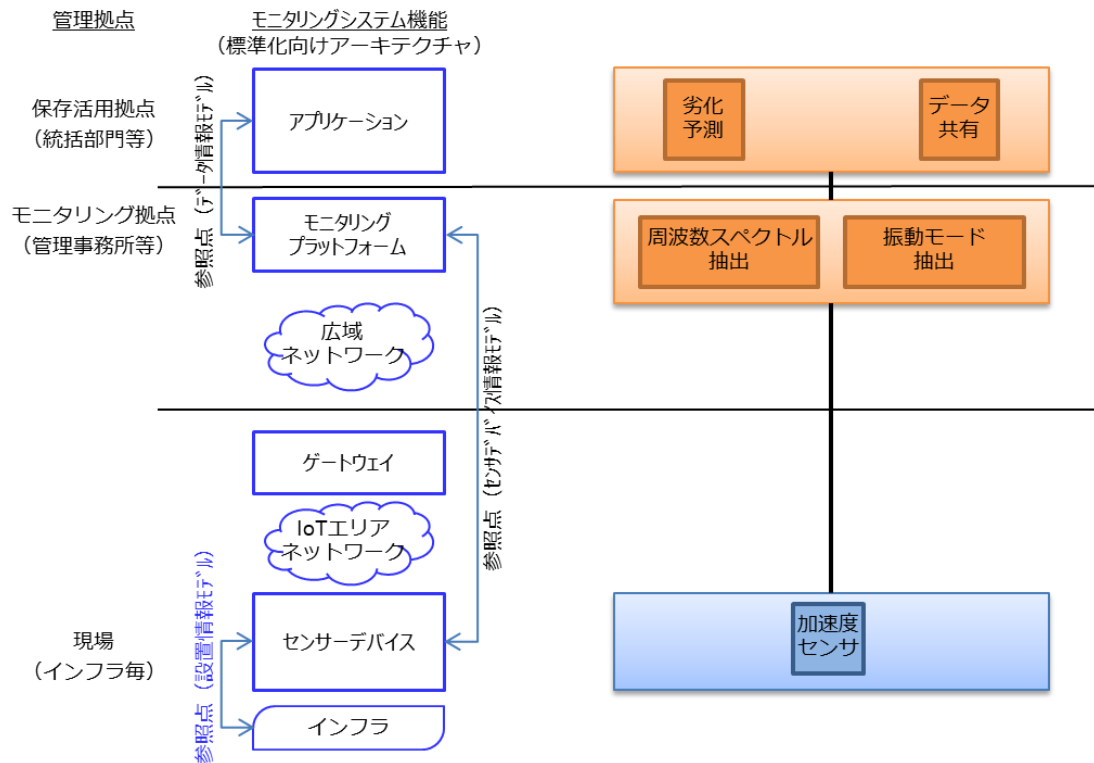 管理拠点
モニタリングシステム機能
（標準化向けアーキテクチャ）
保存活用拠点
（統括部門等）
参照点（データ情報モデル）
アプリケーション
劣化
予測
データ
共有
モニタリング拠点
（管理事務所等）
モニタリング
プラットフォーム
周波数スペクトル
抽出
振動モード
抽出
広域
ネットワーク
参照点（センサデバイス情報モデル）
ゲートウェイ
IoTエリア
ネットワーク
現場
（インフラ毎）
参照点（設置情報モデル）
センサーデバイス
加速度
センサ
インフラ